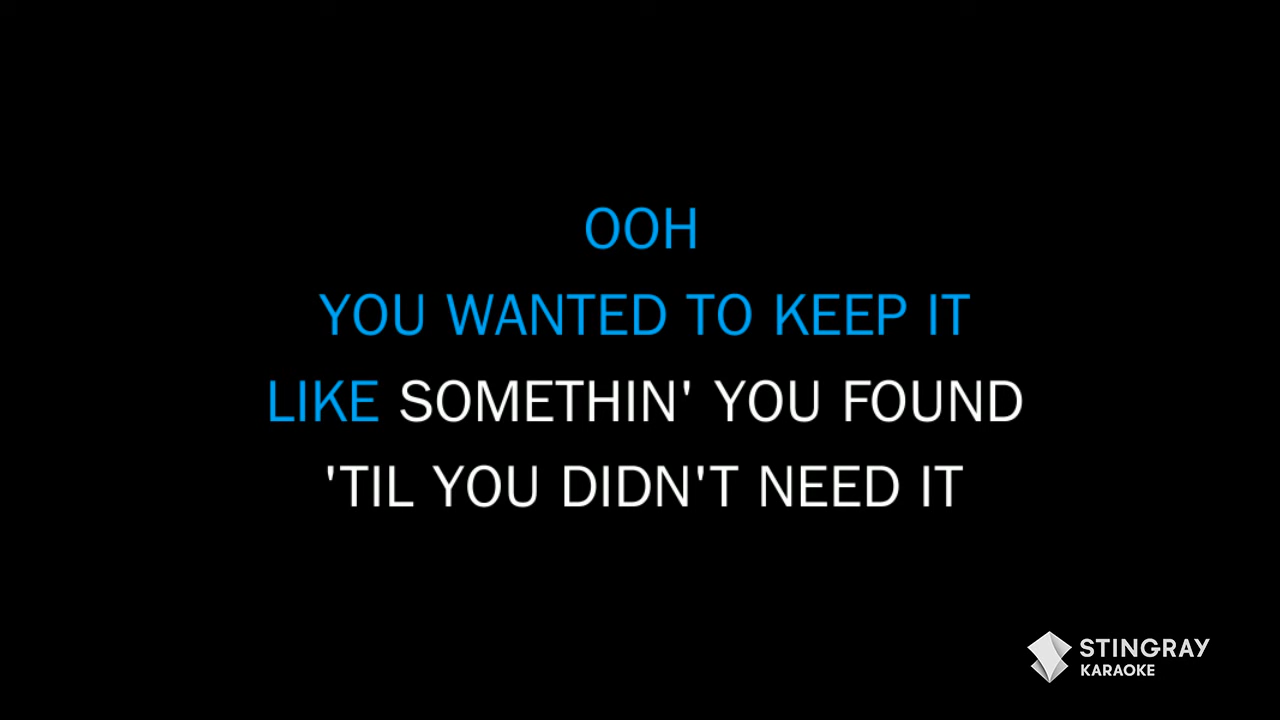 OOH
YOU WANTED TO KEEP IT
LIKE SOMETHIN' YOU FOUND
'TIL YOU DIDN'T NEED IT
STINGRAY
KARAOKE